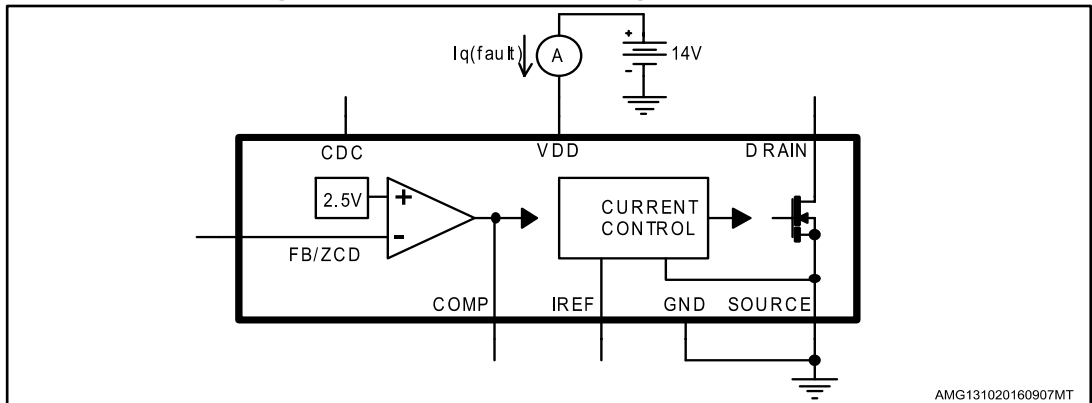 Iq(fault)
A
+
-
14V
CDC
VDD
DRAIN
2.5V
+
-
CURRENT
CONTROL
FB/ZCD
COMP
IREF
GND
SOURCE
AMG131020160907MT